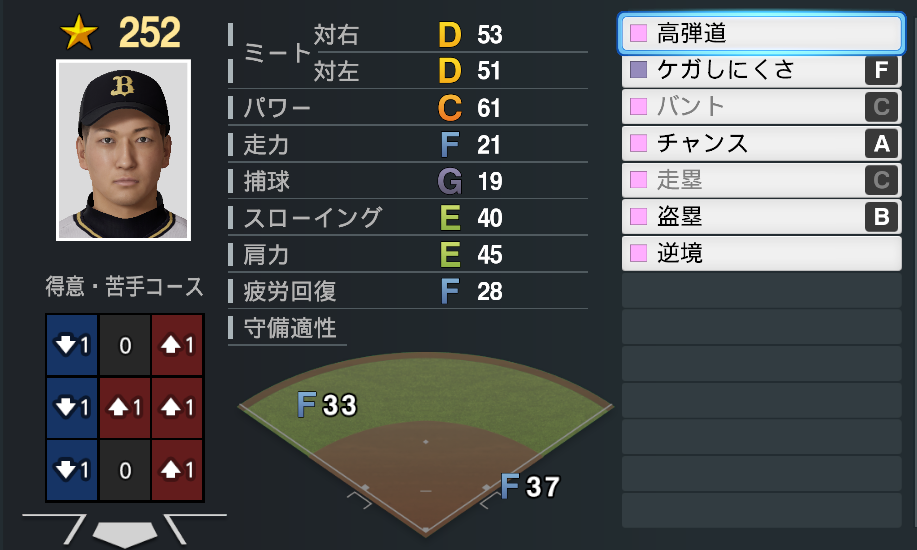 252
B
ミート 対右 D 53
対左 D 51
パワー C 61
走力 F 21
捕球 G 19
スローイング E 40
肩力 E 45
疲労回復 F 28
守備適性
F 33
F 37
得意・苦手コース
1 0 1
1 1 1
1 0 1
高弾道
ケガしにくさ F
バント C
チャンス A
走塁 C
盗塁 B
逆境